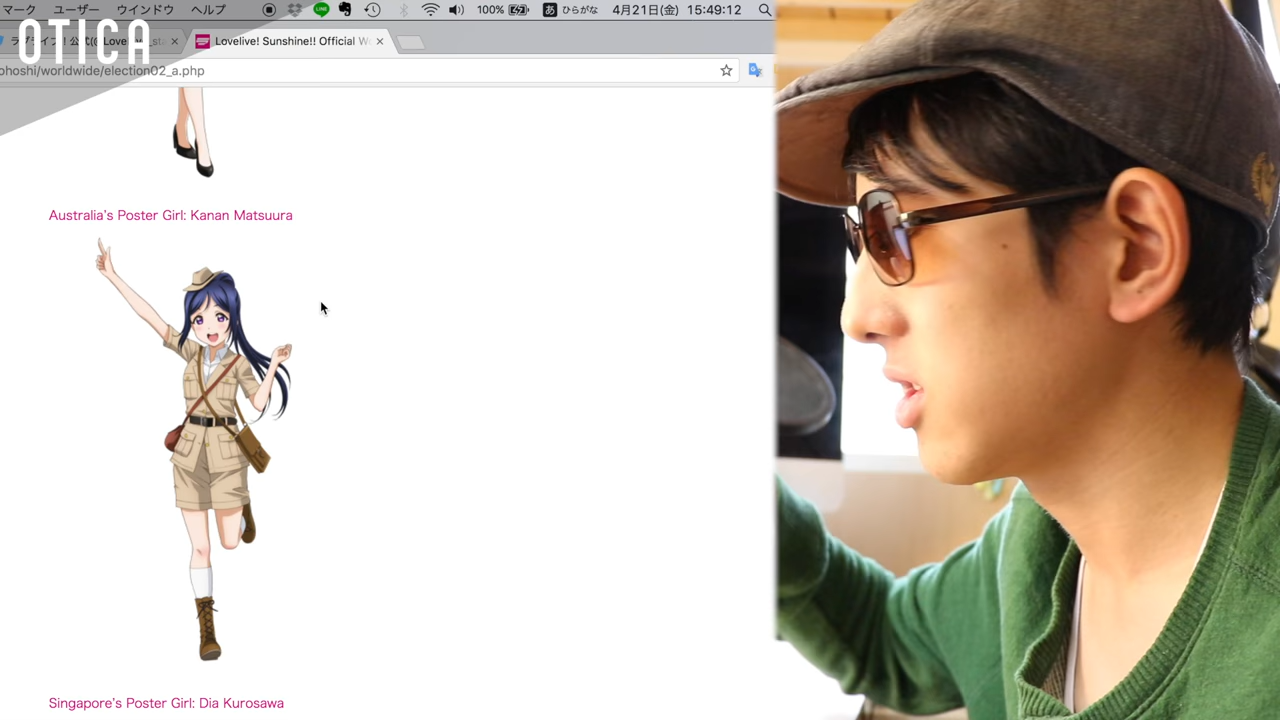 マーク ユーザー ウインドウ ヘルプ
LINE
100%
あ ひらがな
4月21日(金) 15:49:12
OTICA
Lovelive! Sunshine!! Official W
ohoshi/worldwide/election02_a.php
Australia's Poster Girl: Kanan Matsuura
Singapore's Poster Girl: Dia Kurosawa